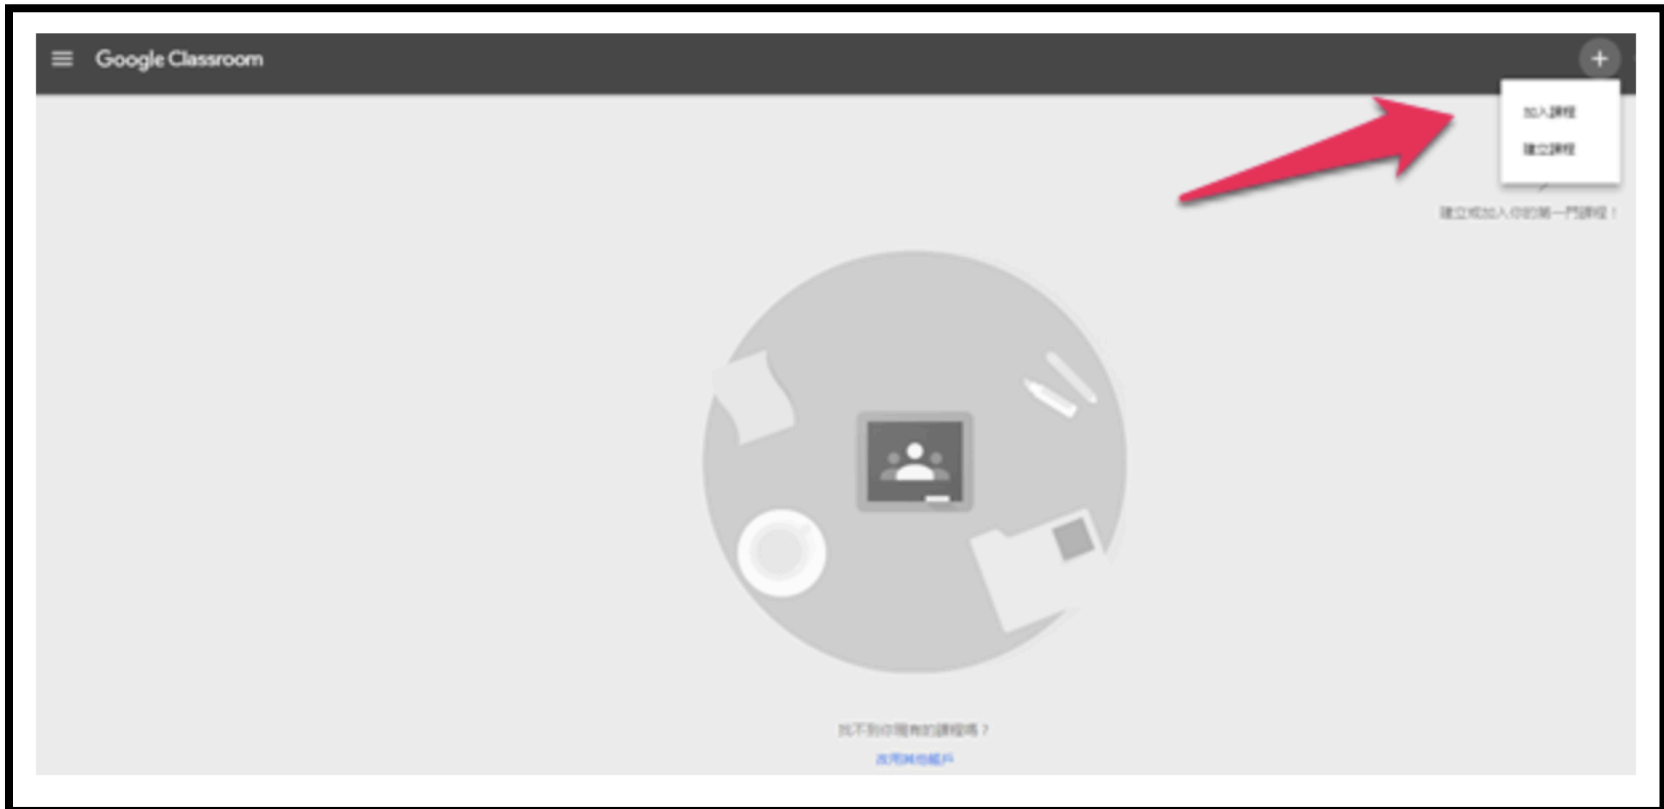 Google Classroom
加入課程
建立課程
建立或加入你的第一門課程！
找不到你現有的課程嗎？
改用其他帳戶